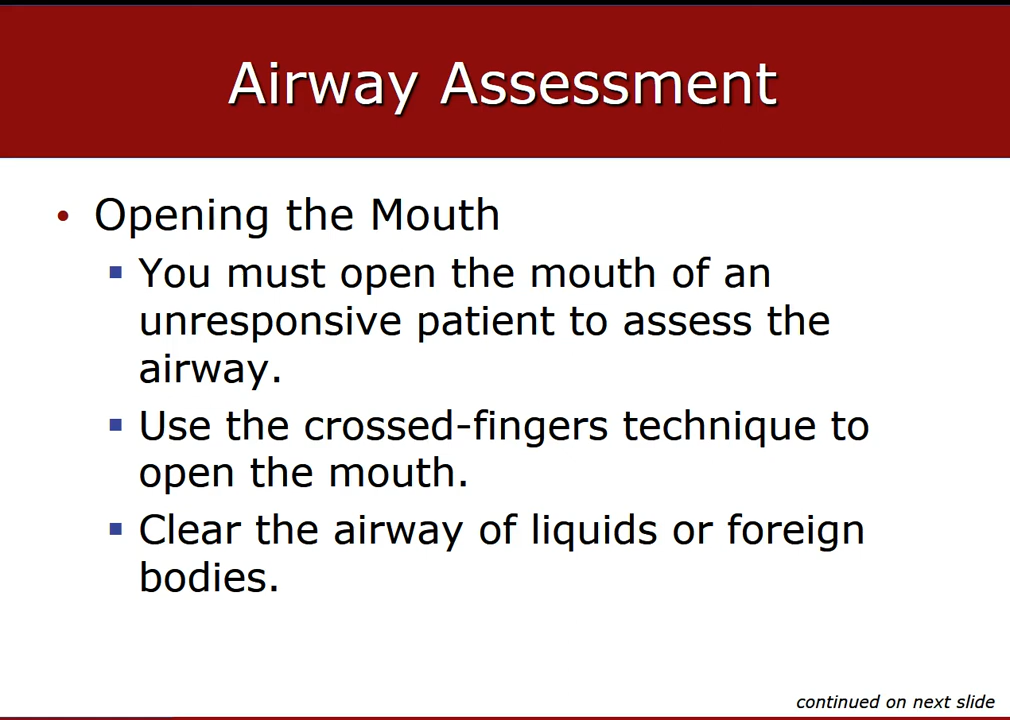 Airway Assessment
• Opening the Mouth
▪ You must open the mouth of an
unresponsive patient to assess the
airway.
▪ Use the crossed-fingers technique to
open the mouth.
▪ Clear the airway of liquids or foreign
bodies.
continued on next slide